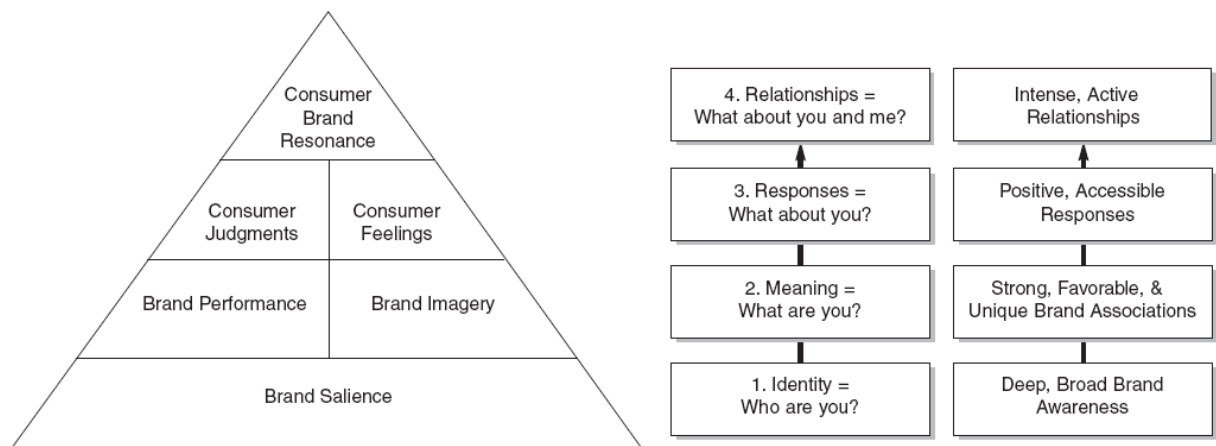 Consumer
Brand
Resonance
Consumer
Judgments
Consumer
Feelings
Brand Performance
Brand Imagery
Brand Salience
4. Relationships =
What about you and me?
Intense, Active
Relationships
3. Responses =
What about you?
Positive, Accessible
Responses
2. Meaning =
What are you?
Strong, Favorable, &
Unique Brand Associations
1. Identity =
Who are you?
Deep, Broad Brand
Awareness